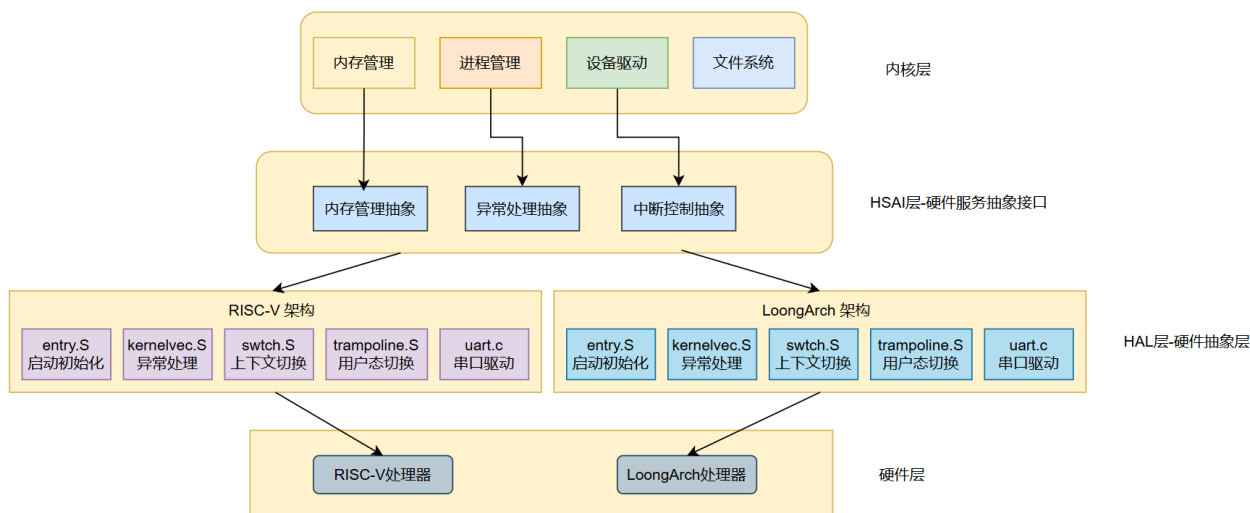 内存管理
进程管理
设备驱动
文件系统
内核层
内存管理抽象
异常处理抽象
中断控制抽象
HSAI层-硬件服务抽象接口
RISC-V 架构
entry.S
启动初始化
kernelvec.S
异常处理
swtch.S
上下文切换
trampoline.S
用户态切换
uart.c
串口驱动
LoongArch 架构
entry.S
启动初始化
kernelvec.S
异常处理
swtch.S
上下文切换
trampoline.S
用户态切换
uart.c
串口驱动
HAL层-硬件抽象层
RISC-V处理器
LoongArch处理器
硬件层